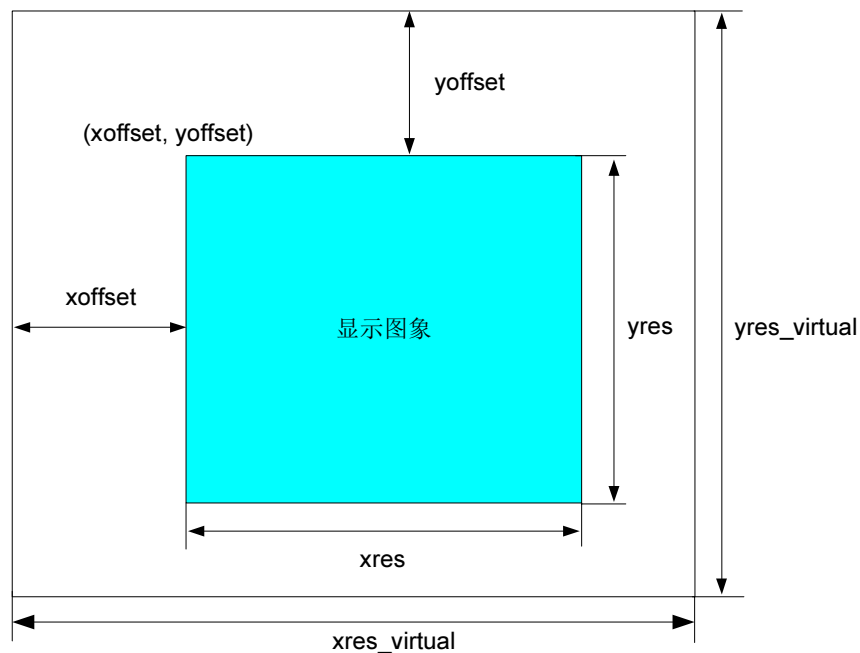 yoffset
(xoffset, yoffset)
xoffset
显示图象
yres
yres_virtual
xres
xres_virtual